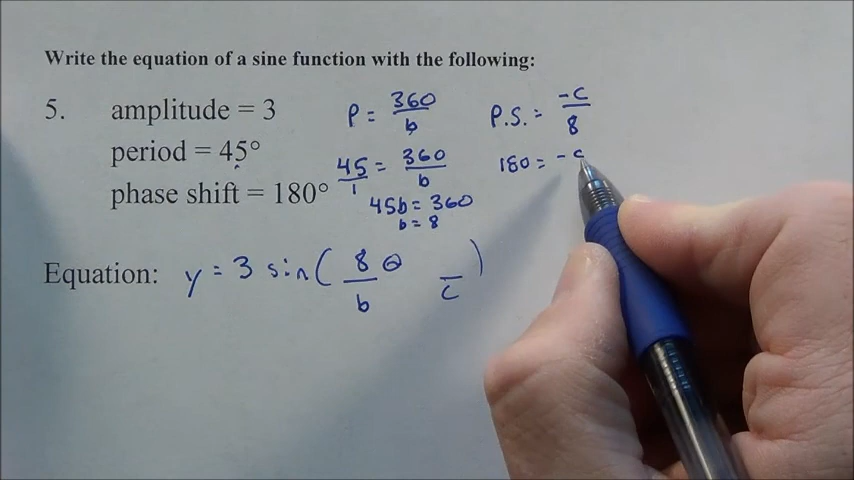 Write the equation of a sine function with the following:
5. amplitude = 3
period = 45°
phase shift = 180°
P = 360/b
45/1 = 360/b
45b = 360
b = 8
P.S. = -c/8
180 = -c
Equation: y = 3 sin( 8θ )
b c